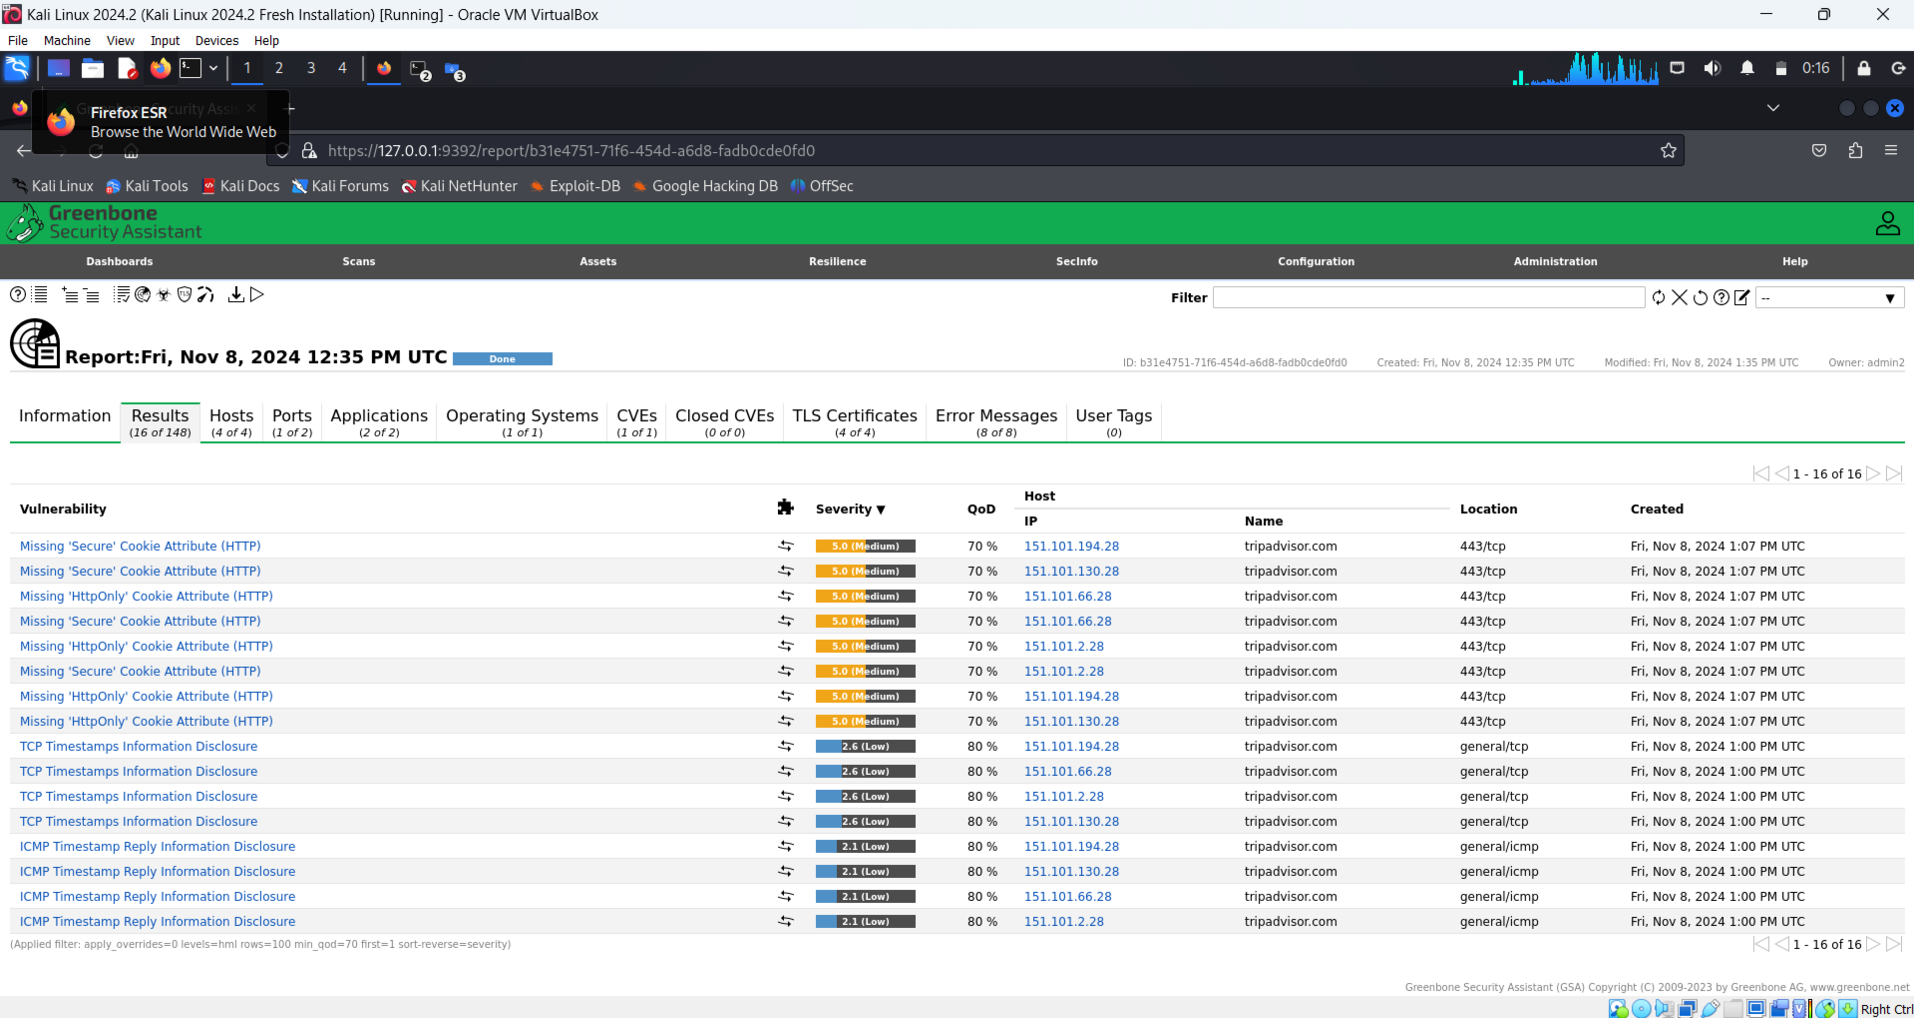 Kali Linux 2024.2 (Kali Linux 2024.2 Fresh Installation) [Running] - Oracle VM VirtualBox
File Machine View Input Devices Help
1 2 3 4 2 3 0:16
Firefox ESR
Browse the World Wide Web
https://127.0.0.1:9392/report/b31e4751-71f6-454d-a6d8-fadb0cde0fd0
Kali Linux Kali Tools Kali Docs Kali Forums Kali NetHunter Exploit-DB Google Hacking DB OffSec
Greenbone
Security Assistant
Dashboards Scans Assets Resilience SecInfo Configuration Administration Help
Filter --
Report:Fri, Nov 8, 2024 12:35 PM UTC Done ID: b31e4751-71f6-454d-a6d8-fadb0cde0fd0 Created: Fri, Nov 8, 2024 12:35 PM UTC Modified: Fri, Nov 8, 2024 1:35 PM UTC Owner: admin2
Information Results Hosts Ports Applications Operating Systems CVEs Closed CVEs TLS Certificates Error Messages User Tags
(16 of 148) (4 of 4) (1 of 2) (2 of 2) (1 of 1) (1 of 1) (0 of 0) (4 of 4) (8 of 8) (0)
1 - 16 of 16
Vulnerability Severity ▼ QoD Host Location Created
IP Name
Missing 'Secure' Cookie Attribute (HTTP) 5.0 (Medium) 70 % 151.101.194.28 tripadvisor.com 443/tcp Fri, Nov 8, 2024 1:07 PM UTC
Missing 'Secure' Cookie Attribute (HTTP) 5.0 (Medium) 70 % 151.101.130.28 tripadvisor.com 443/tcp Fri, Nov 8, 2024 1:07 PM UTC
Missing 'HttpOnly' Cookie Attribute (HTTP) 5.0 (Medium) 70 % 151.101.66.28 tripadvisor.com 443/tcp Fri, Nov 8, 2024 1:07 PM UTC
Missing 'Secure' Cookie Attribute (HTTP) 5.0 (Medium) 70 % 151.101.66.28 tripadvisor.com 443/tcp Fri, Nov 8, 2024 1:07 PM UTC
Missing 'HttpOnly' Cookie Attribute (HTTP) 5.0 (Medium) 70 % 151.101.2.28 tripadvisor.com 443/tcp Fri, Nov 8, 2024 1:07 PM UTC
Missing 'Secure' Cookie Attribute (HTTP) 5.0 (Medium) 70 % 151.101.2.28 tripadvisor.com 443/tcp Fri, Nov 8, 2024 1:07 PM UTC
Missing 'HttpOnly' Cookie Attribute (HTTP) 5.0 (Medium) 70 % 151.101.194.28 tripadvisor.com 443/tcp Fri, Nov 8, 2024 1:07 PM UTC
Missing 'HttpOnly' Cookie Attribute (HTTP) 5.0 (Medium) 70 % 151.101.130.28 tripadvisor.com 443/tcp Fri, Nov 8, 2024 1:07 PM UTC
TCP Timestamps Information Disclosure 2.6 (Low) 80 % 151.101.194.28 tripadvisor.com general/tcp Fri, Nov 8, 2024 1:00 PM UTC
TCP Timestamps Information Disclosure 2.6 (Low) 80 % 151.101.66.28 tripadvisor.com general/tcp Fri, Nov 8, 2024 1:00 PM UTC
TCP Timestamps Information Disclosure 2.6 (Low) 80 % 151.101.2.28 tripadvisor.com general/tcp Fri, Nov 8, 2024 1:00 PM UTC
TCP Timestamps Information Disclosure 2.6 (Low) 80 % 151.101.130.28 tripadvisor.com general/tcp Fri, Nov 8, 2024 1:00 PM UTC
ICMP Timestamp Reply Information Disclosure 2.1 (Low) 80 % 151.101.194.28 tripadvisor.com general/icmp Fri, Nov 8, 2024 1:00 PM UTC
ICMP Timestamp Reply Information Disclosure 2.1 (Low) 80 % 151.101.130.28 tripadvisor.com general/icmp Fri, Nov 8, 2024 1:00 PM UTC
ICMP Timestamp Reply Information Disclosure 2.1 (Low) 80 % 151.101.66.28 tripadvisor.com general/icmp Fri, Nov 8, 2024 1:00 PM UTC
ICMP Timestamp Reply Information Disclosure 2.1 (Low) 80 % 151.101.2.28 tripadvisor.com general/icmp Fri, Nov 8, 2024 1:00 PM UTC
(Applied filter: apply_overrides=0 levels=hml rows=100 min_qod=70 first=1 sort-reverse=severity) 1 - 16 of 16
Greenbone Security Assistant (GSA) Copyright (C) 2009-2023 by Greenbone AG, www.greenbone.net
Right Ctrl